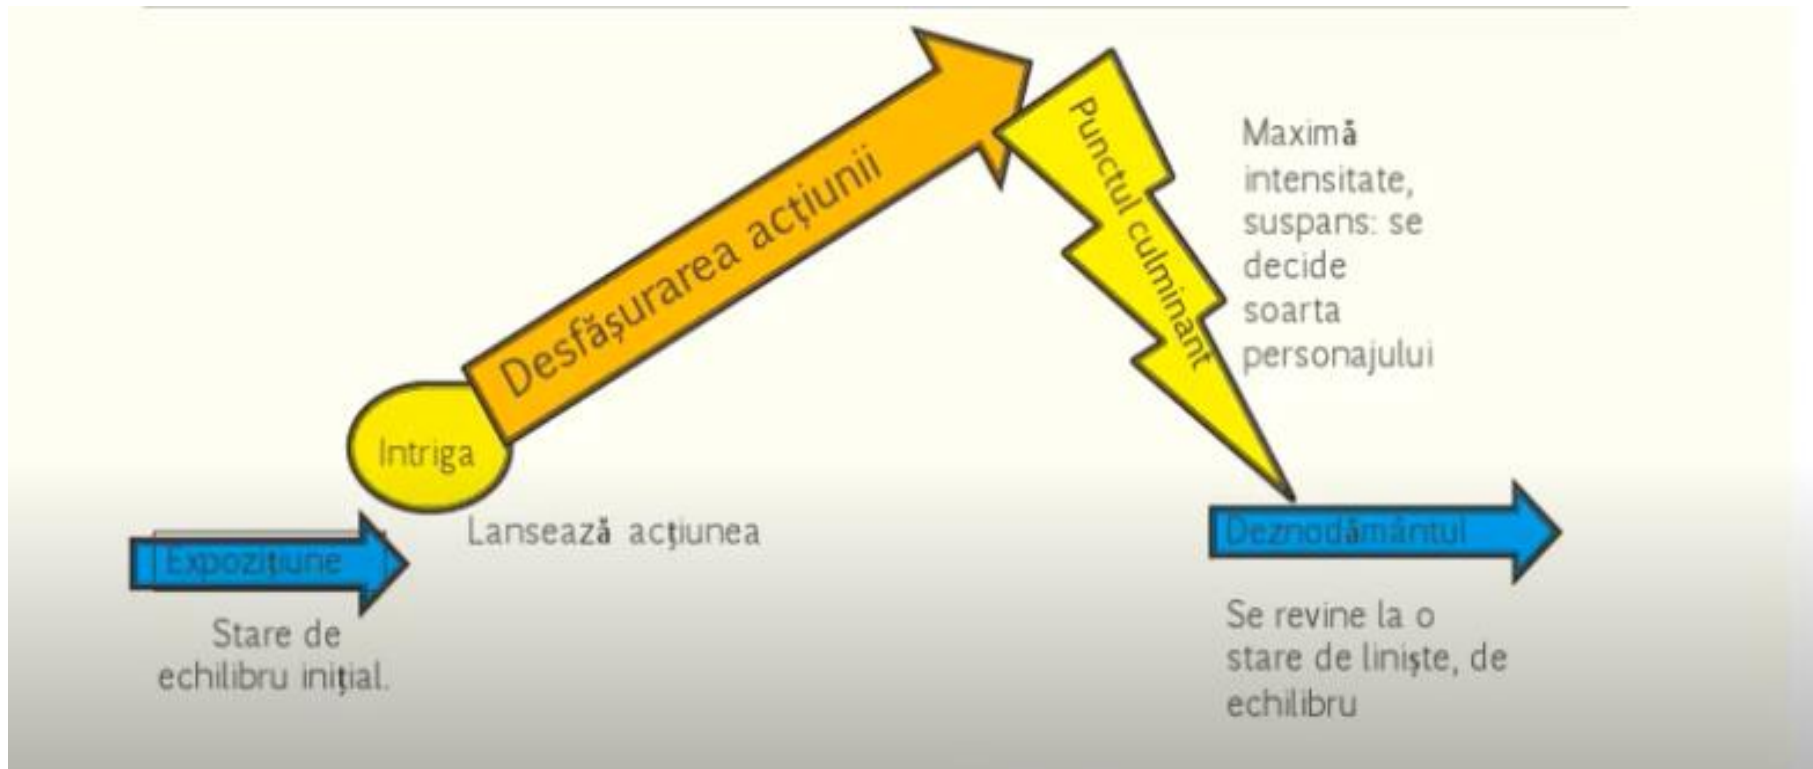 Expozițiune
Stare de
echilibru inițial.
Intriga
Lansează acțiunea
Desfășurarea acțiunii
Punctul culminant
Maximă
intensitate,
suspans: se
decide
soarta
personajului
Deznodământul
Se revine la o
stare de liniște, de
echilibru